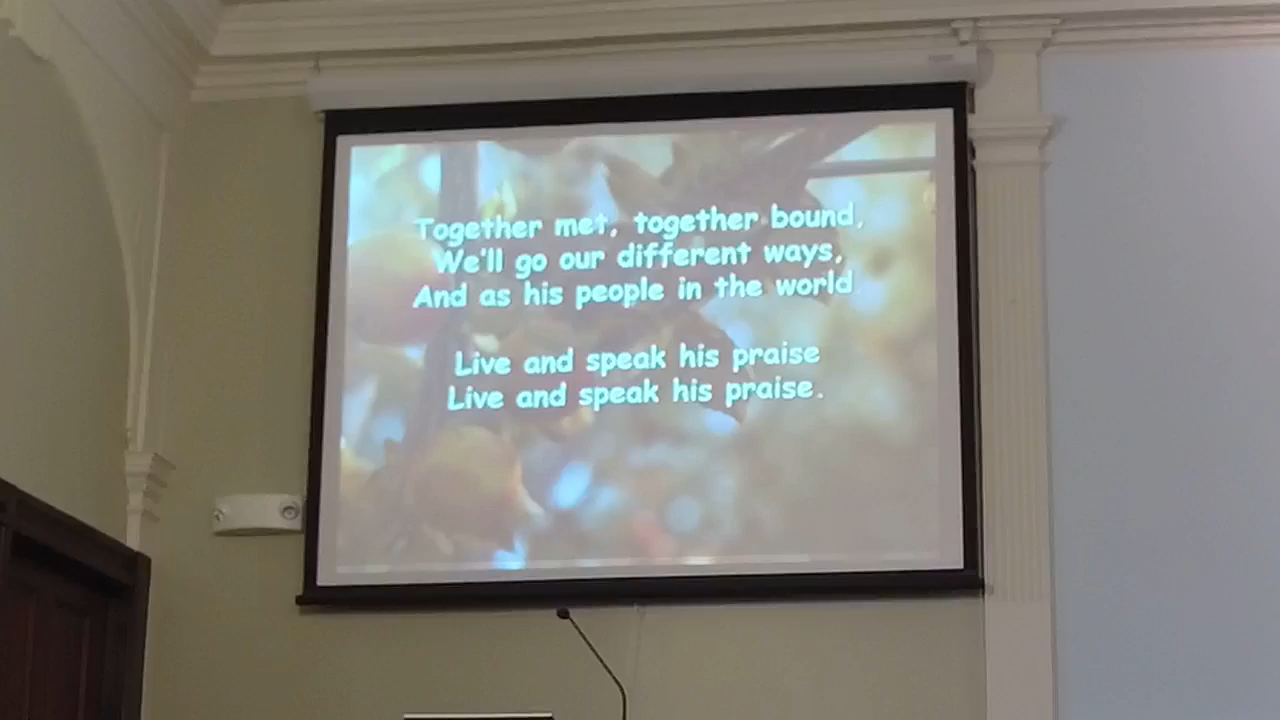 Together met, together bound,
We'll go our different ways,
And as his people in the world.
Live and speak his praise
Live and speak his praise.